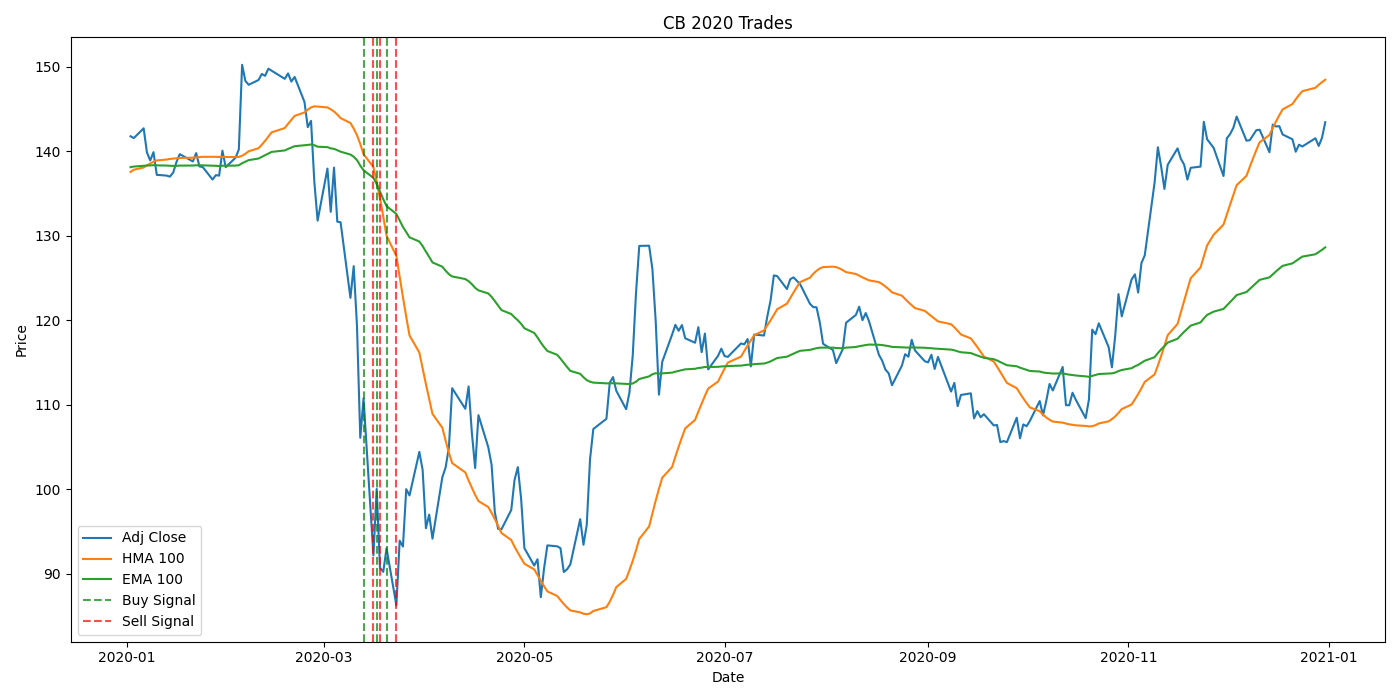 CB 2020 Trades
Price
150
140
130
120
110
100
90
Adj Close
HMA 100
EMA 100
Buy Signal
Sell Signal
2020-01
2020-03
2020-05
2020-07
2020-09
2020-11
2021-01
Date